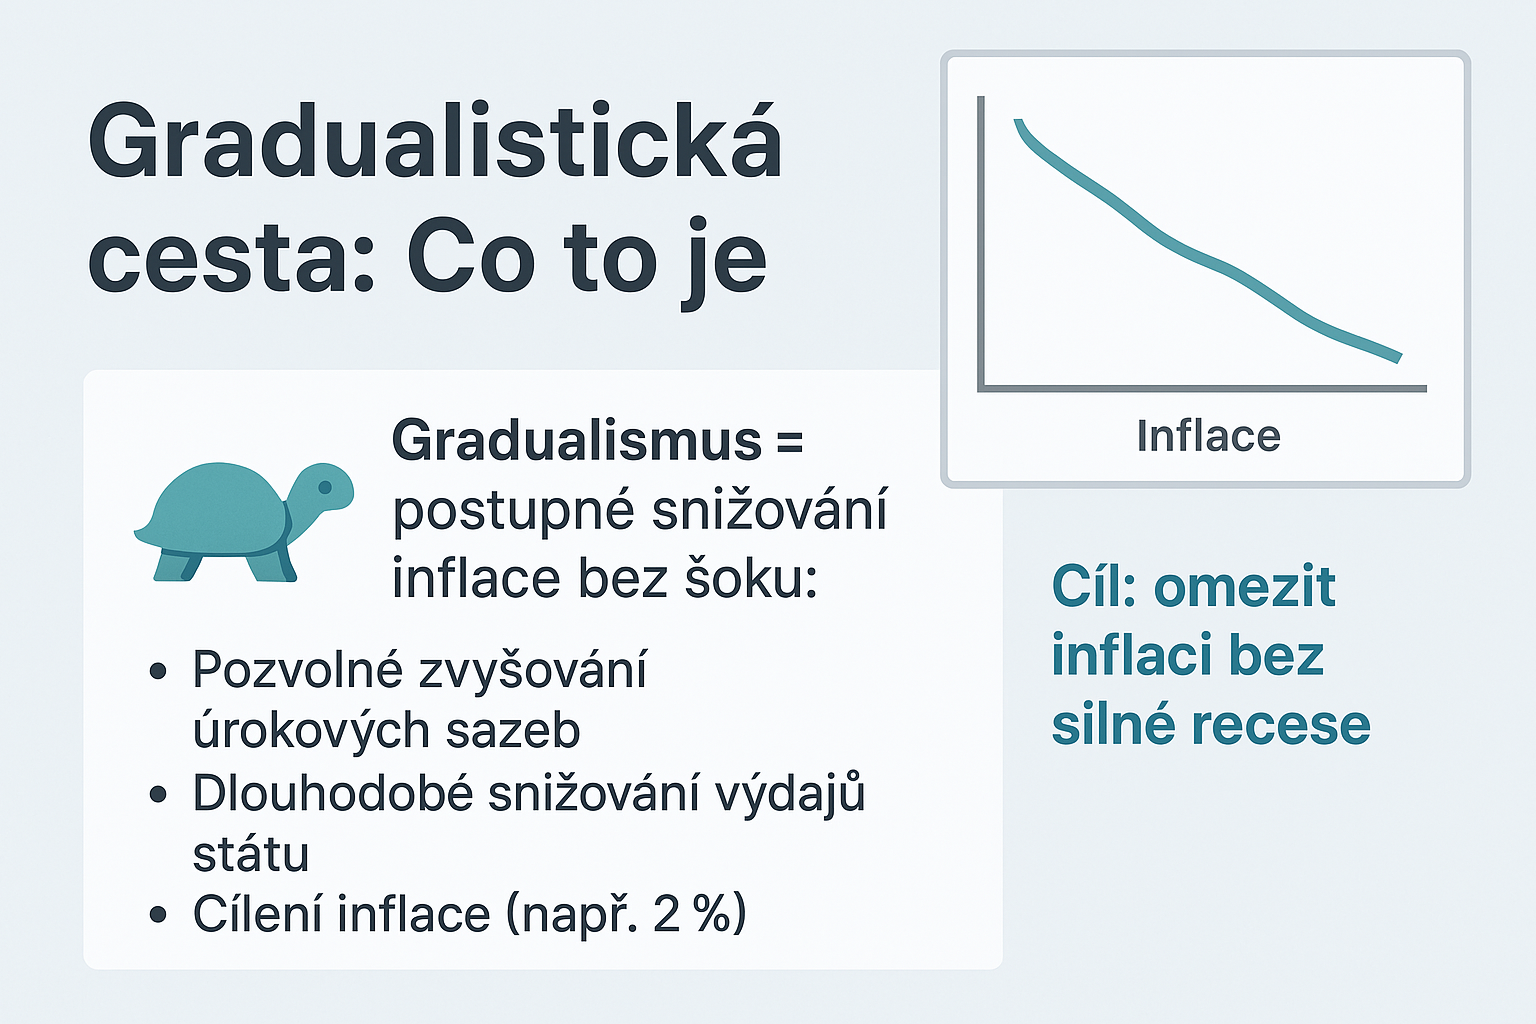 Gradualistická
cesta: Co to je
Gradualismus =
postupné snižování
inflace bez šoku:
• Pozvolné zvyšování
úrokových sazeb
• Dlouhodobé snižování výdajů
státu
• Cílení inflace (např. 2 %)
Inflace
Cíl: omezit
inflaci bez
silné recese